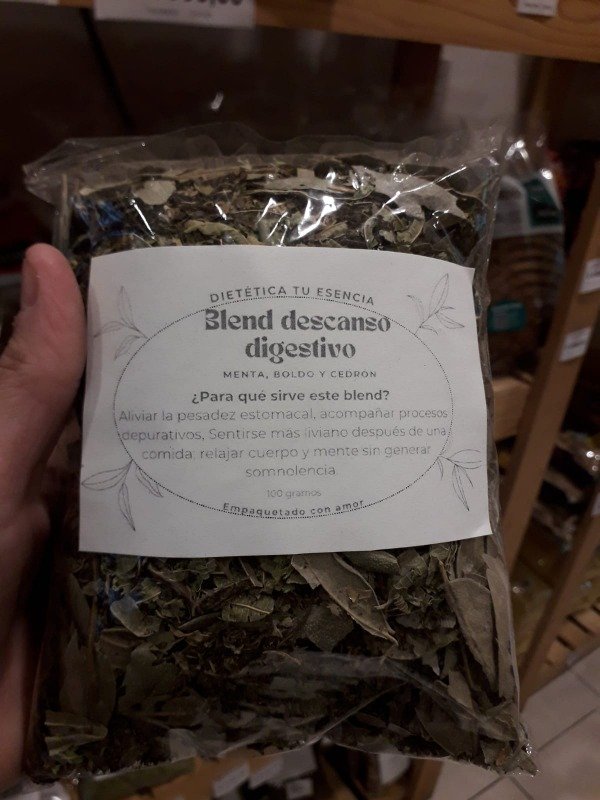 DIETÉTICA TU ESENCIA
Blend descanso
digestivo
MENTA, BOLDO Y CEDRON
¿Para qué sirve este blend?
Aliviar la pesadez estomacal, acompañar procesos
depurativos, Sentirse más liviano después de una
comida, relajar cuerpo y mente sin generar
somnolencia.
100 gramos
Empaquetado con amor